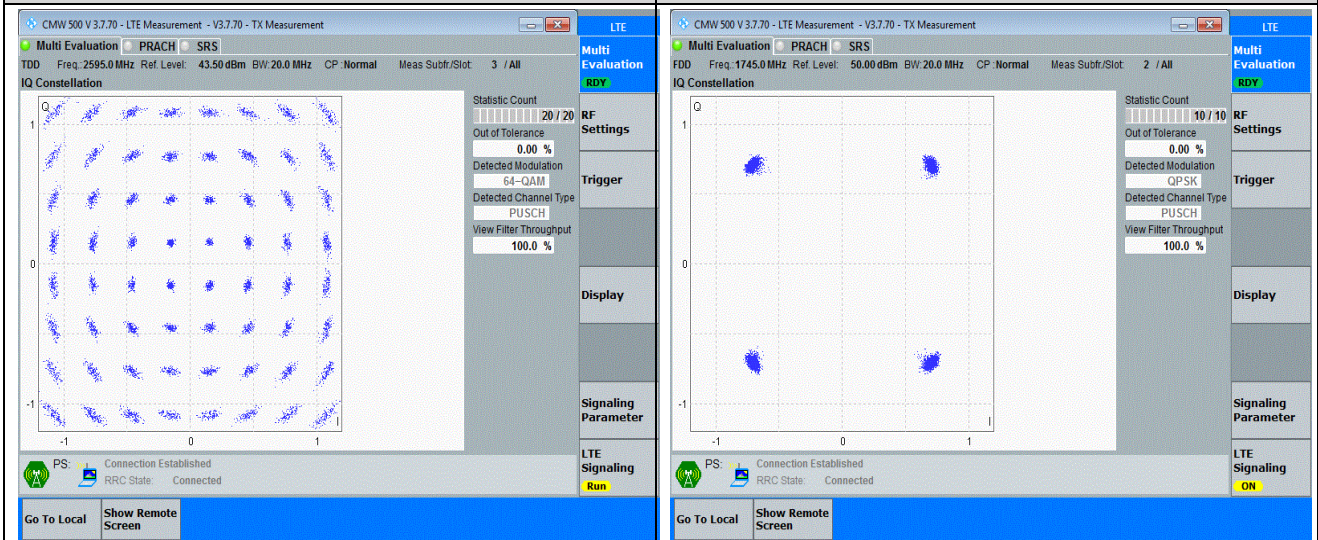 CMW 500 V 3.7.70 - LTE Measurement - V3.7.70 - TX Measurement
LTE
Multi Evaluation PRACH SRS
Multi
Evaluation
RDY
TDD Freq.:2595.0 MHz Ref. Level: 43.50 dBm BW:20.0 MHz CP :Normal Meas Subfr./Slot: 3 / All
IQ Constellation
Q
1
0
-1
I
-1 0 1
Statistic Count
20 / 20
Out of Tolerance
0.00 %
Detected Modulation
64-QAM
Detected Channel Type
PUSCH
View Filter Throughput
100.0 %
RF
Settings
Trigger
Display
Signaling
Parameter
LTE
Signaling
Run
PS: Connection Established
RRC State: Connected
Go To Local
Show Remote
Screen
CMW 500 V 3.7.70 - LTE Measurement - V3.7.70 - TX Measurement
LTE
Multi Evaluation PRACH SRS
Multi
Evaluation
RDY
FDD Freq.:1745.0 MHz Ref. Level: 50.00 dBm BW:20.0 MHz CP :Normal Meas Subfr./Slot: 2 / All
IQ Constellation
Q
1
0
-1
I
-1 0 1
Statistic Count
10 / 10
Out of Tolerance
0.00 %
Detected Modulation
QPSK
Detected Channel Type
PUSCH
View Filter Throughput
100.0 %
RF
Settings
Trigger
Display
Signaling
Parameter
LTE
Signaling
ON
PS: Connection Established
RRC State: Connected
Go To Local
Show Remote
Screen